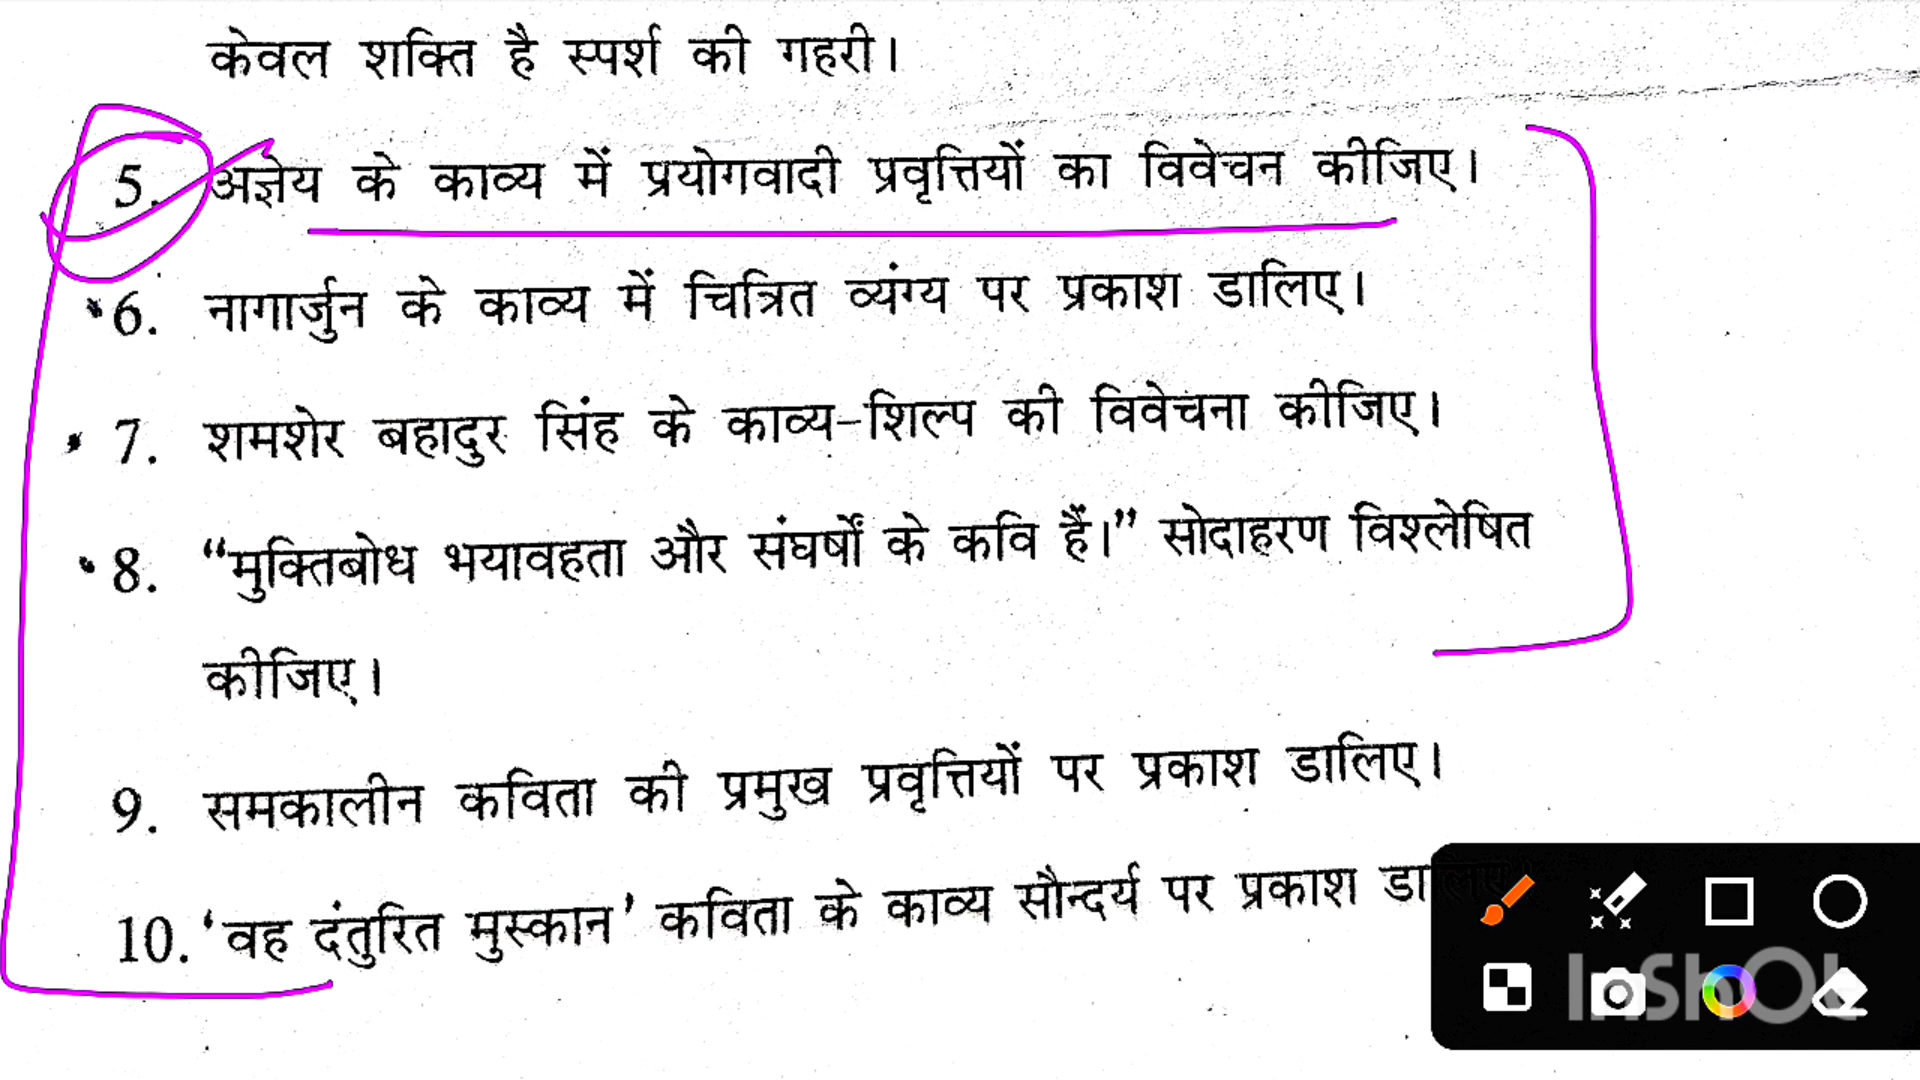 केवल शक्ति है स्पर्श की गहरी।
5. अज्ञेय के काव्य में प्रयोगवादी प्रवृत्तियों का विवेचन कीजिए।
6. नागार्जुन के काव्य में चित्रित व्यंग्य पर प्रकाश डालिए।
7. शमशेर बहादुर सिंह के काव्य-शिल्प की विवेचना कीजिए।
8. “मुक्तिबोध भयावहता और संघर्षों के कवि हैं।” सोदाहरण विश्लेषित
कीजिए।
9. समकालीन कविता की प्रमुख प्रवृत्तियों पर प्रकाश डालिए।
10. ‘वह दंतुरित मुस्कान’ कविता के काव्य सौन्दर्य पर प्रकाश डालिए
InShOt